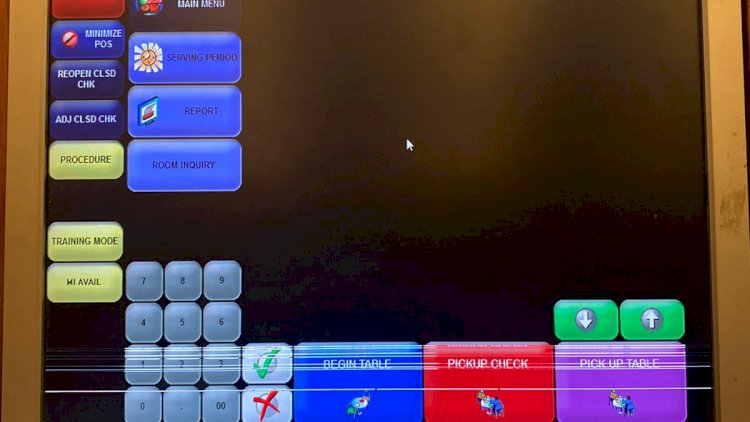 MAIN MENU
MINIMIZE
POS
SERVING PERIOD
REOPEN CLSD
CHK
ADJ CLSD CHK
REPORT
PROCEDURE
ROOM INQUIRY
TRAINING MODE
MI AVAIL
7 8 9
4 5 6
1 2 3
BEGIN TABLE
PICKUP CHECK
PICK UP TABLE
0 . 00